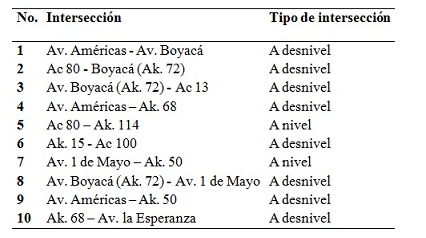 No. Intersección Tipo de intersección
1 Av. Américas - Av. Boyacá A desnivel
2 Ac 80 - Boyacá (Ak. 72) A desnivel
3 Av. Boyacá (Ak. 72) - Ac 13 A desnivel
4 Av. Américas – Ak. 68 A desnivel
5 Ac 80 – Ak. 114 A nivel
6 Ak. 15 - Ac 100 A desnivel
7 Av. 1 de Mayo – Ak. 50 A nivel
8 Av. Boyacá (Ak. 72) - Av. 1 de Mayo A desnivel
9 Av. Américas – Ak. 50 A desnivel
10 Ak. 68 – Av. la Esperanza A desnivel